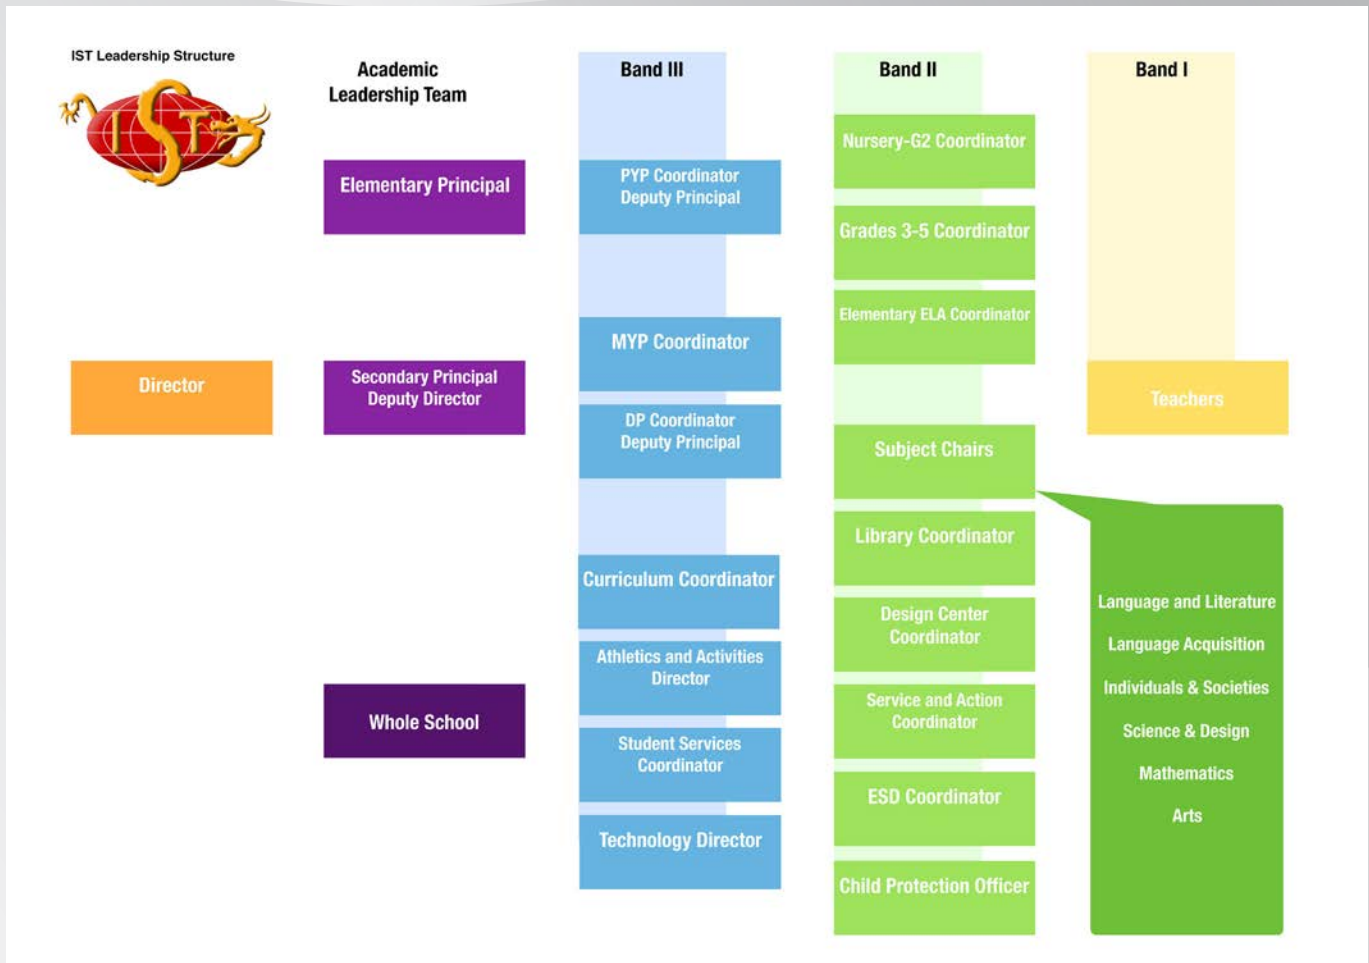 IST Leadership Structure
IST
Academic
Leadership Team
Band III
Band II
Band I
Elementary Principal
PYP Coordinator
Deputy Principal
Nursery-G2 Coordinator
Grades 3-5 Coordinator
Elementary ELA Coordinator
Director
Secondary Principal
Deputy Director
MYP Coordinator
DP Coordinator
Deputy Principal
Teachers
Subject Chairs
Library Coordinator
Curriculum Coordinator
Design Center
Coordinator
Language and Literature
Language Acquisition
Individuals & Societies
Science & Design
Mathematics
Arts
Whole School
Athletics and Activities
Director
Service and Action
Coordinator
Student Services
Coordinator
ESD Coordinator
Technology Director
Child Protection Officer